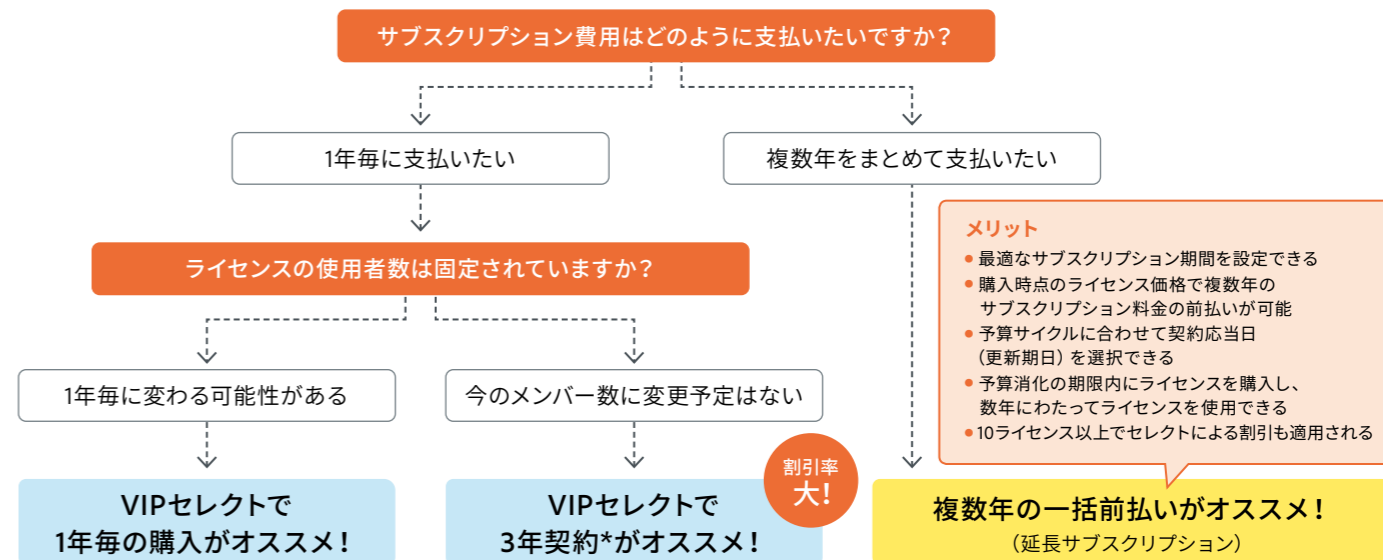 サブスクリプション費用はどのように支払いたいですか？
1年毎に支払いたい
複数年をまとめて支払いたい
ライセンスの使用者数は固定されていますか？
1年毎に変わる可能性がある
今のメンバー数に変更予定はない
メリット
● 最適なサブスクリプション期間を設定できる
● 購入時点のライセンス価格で複数年の
サブスクリプション料金の前払いが可能
● 予算サイクルに合わせて契約応当日
（更新期日）を選択できる
● 予算消化の期限内にライセンスを購入し、
数年にわたってライセンスを使用できる
● 10ライセンス以上でセレクトによる割引も適用される
VIPセレクトで
1年毎の購入がオススメ！
割引率
大！
VIPセレクトで
3年契約*がオススメ！
複数年の一括前払いがオススメ！
（延長サブスクリプション）